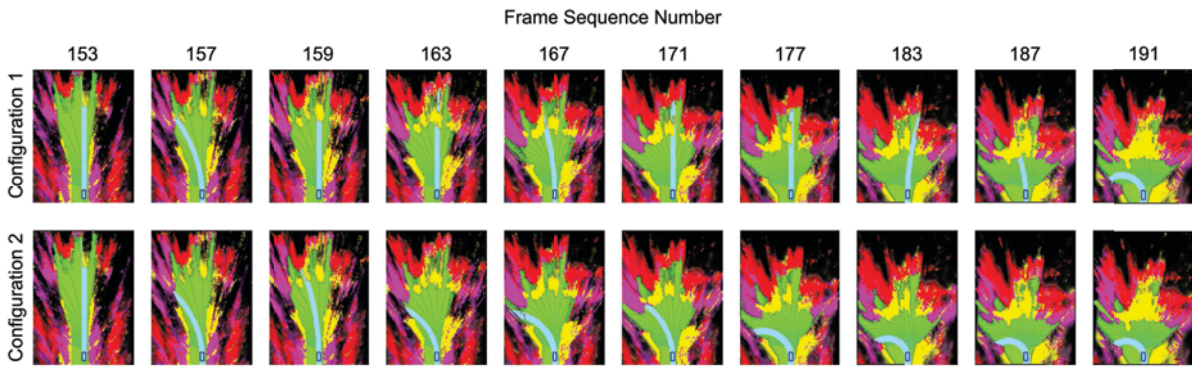 Frame Sequence Number
153 157 159 163 167 171 177 183 187 191
Configuration 1
Configuration 2